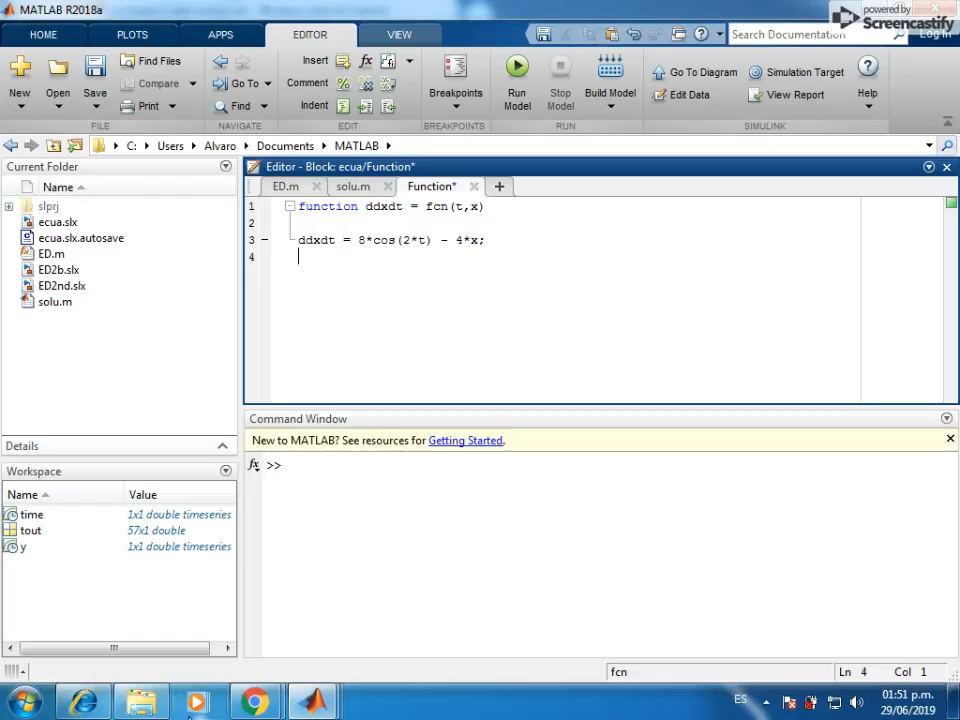 MATLAB R2018a
powered by
Screencastify
HOME
PLOTS
APPS
EDITOR
VIEW
Search Documentation
Log In
New
Open
Save
Find Files
Compare
Print
FILE
Go To
Find
NAVIGATE
Insert
Comment
Indent
EDIT
Breakpoints
BREAKPOINTS
Run
Model
Stop
Model
Build Model
RUN
Go To Diagram
Edit Data
Simulation Target
View Report
SIMULINK
Help
C:
Users
Alvaro
Documents
MATLAB
Current Folder
Name
slprj
ecua.slx
ecua.slx.autosave
ED.m
ED2b.slx
ED2nd.slx
solu.m
Details
Workspace
Name
Value
time
1x1 double timeseries
tout
57x1 double
y
1x1 double timeseries
Editor - Block: ecua/Function*
ED.m
solu.m
Function*
1 function ddxdt = fcn(t,x)
2
3 – ddxdt = 8*cos(2*t) - 4*x;
4
Command Window
New to MATLAB? See resources for Getting Started.
fx >>
fcn
Ln 4 Col 1
ES
01:51 p.m.
29/06/2019